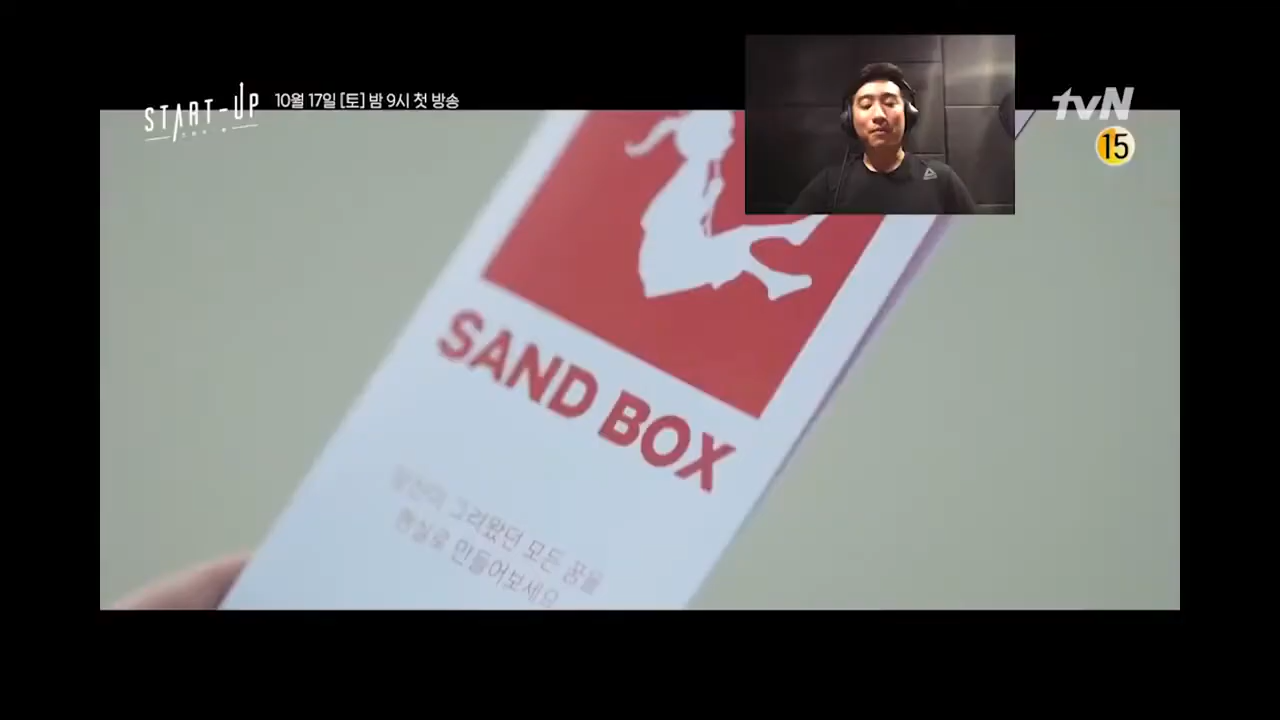 START-UP
10월 17일 [토] 밤 9시 첫 방송
tvN
15
SAND BOX
당신이 그려왔던 모든 꿈을
현실로 만들어보세요